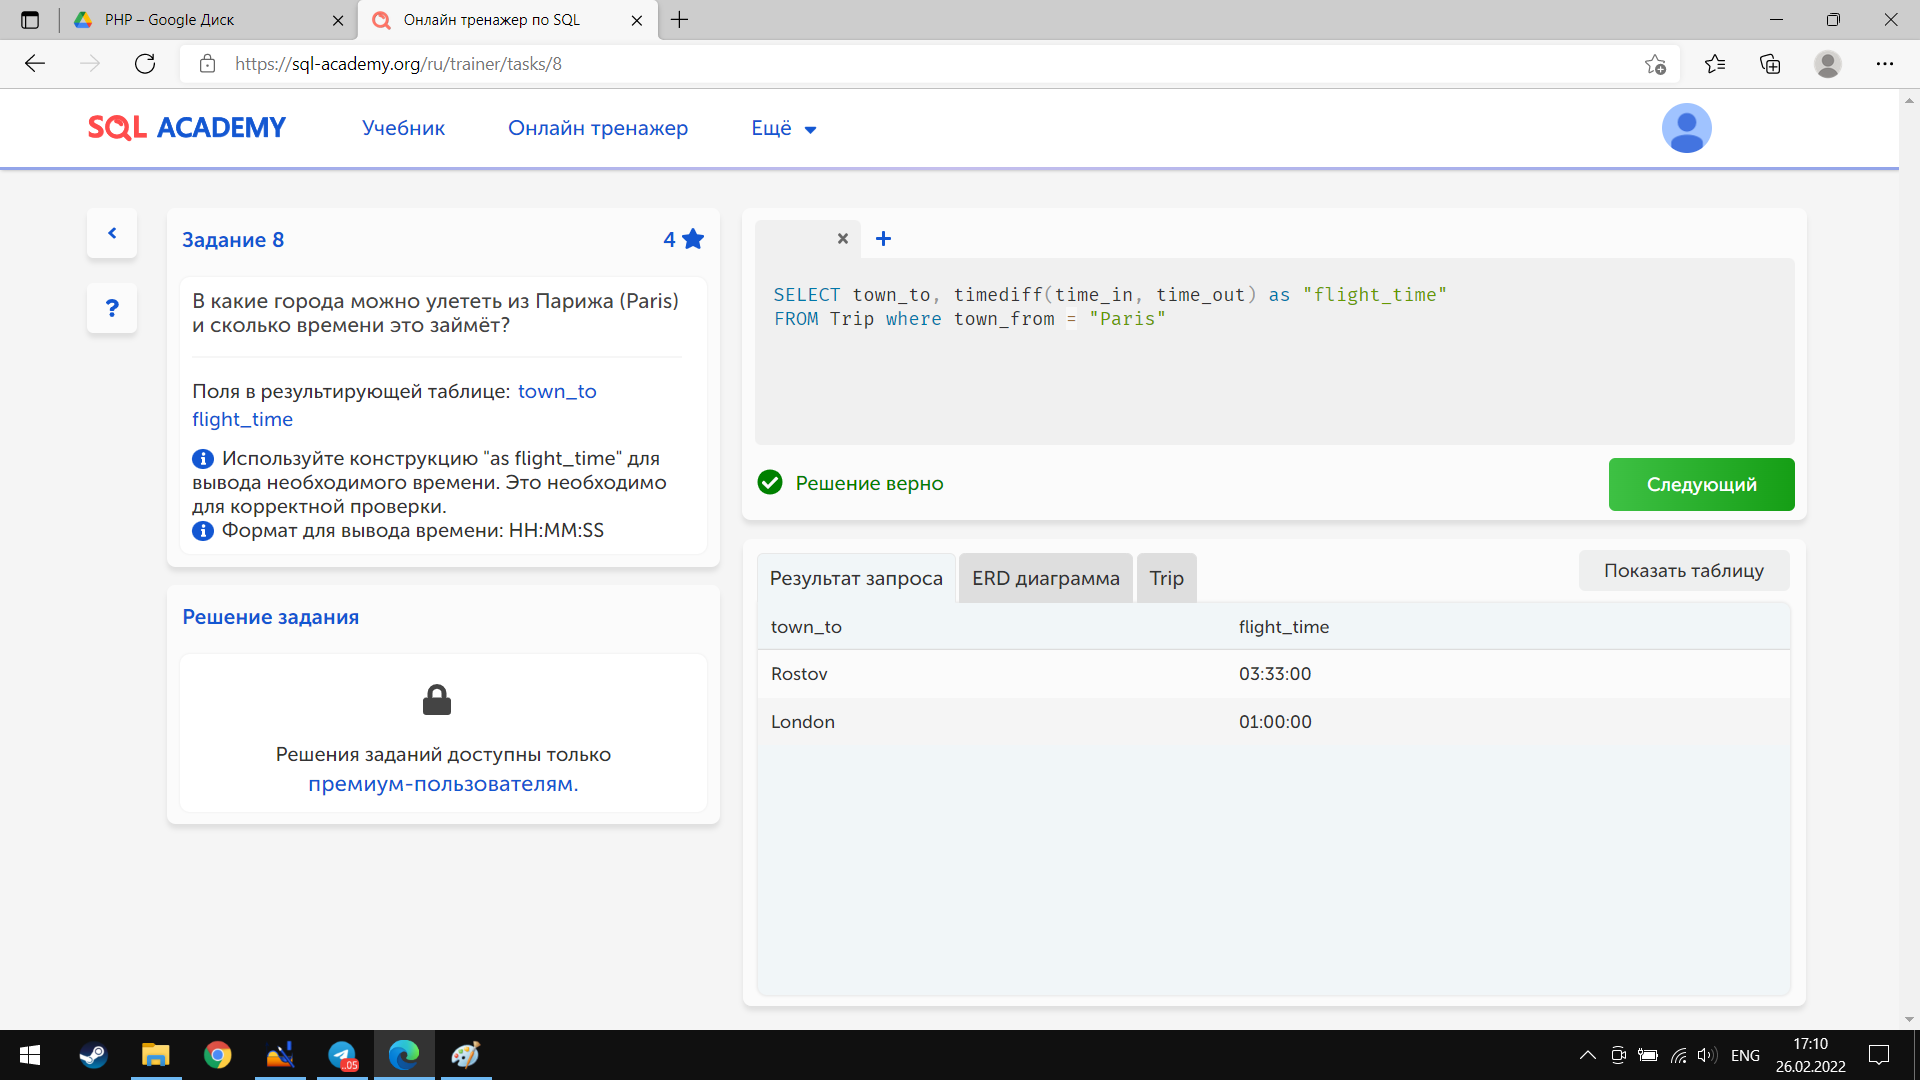 PHP – Google Диск
Онлайн тренажер по SQL
https://sql-academy.org/ru/trainer/tasks/8
SQL ACADEMY
Учебник
Онлайн тренажер
Ещё
Задание 8
4
В какие города можно улететь из Парижа (Paris)
и сколько времени это займёт?
Поля в результирующей таблице: town_to
flight_time
Используйте конструкцию "as flight_time" для
вывода необходимого времени. Это необходимо
для корректной проверки.
Формат для вывода времени: HH:MM:SS
Решение задания
Решения заданий доступны только
премиум-пользователям.
SELECT town_to, timediff(time_in, time_out) as "flight_time"
FROM Trip where town_from = "Paris"
Решение верно
Следующий
Результат запроса
ERD диаграмма
Trip
Показать таблицу
town_to flight_time
Rostov 03:33:00
London 01:00:00
..05
ENG
17:10
26.02.2022